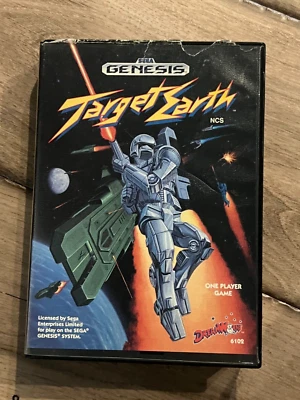 SEGA
GENESIS
Target Earth
NCS
ONE PLAYER
GAME
Licensed by Sega
Enterprises Limited
for play on the SEGA®
GENESIS® SYSTEM.
DreamWorks
6102